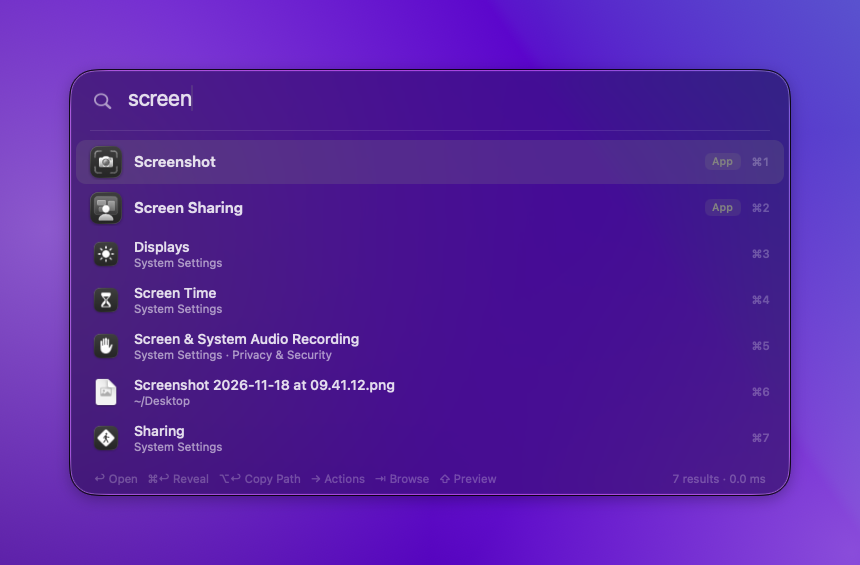 screen
Screenshot App ⌘1
Screen Sharing App ⌘2
Displays
System Settings ⌘3
Screen Time
System Settings ⌘4
Screen & System Audio Recording
System Settings · Privacy & Security ⌘5
Screenshot 2026-11-18 at 09.41.12.png
~/Desktop ⌘6
Sharing
System Settings ⌘7
↩ Open ⌘↩ Reveal ⌥↩ Copy Path → Actions ⇥ Browse ⇧ Preview 7 results · 0.0 ms